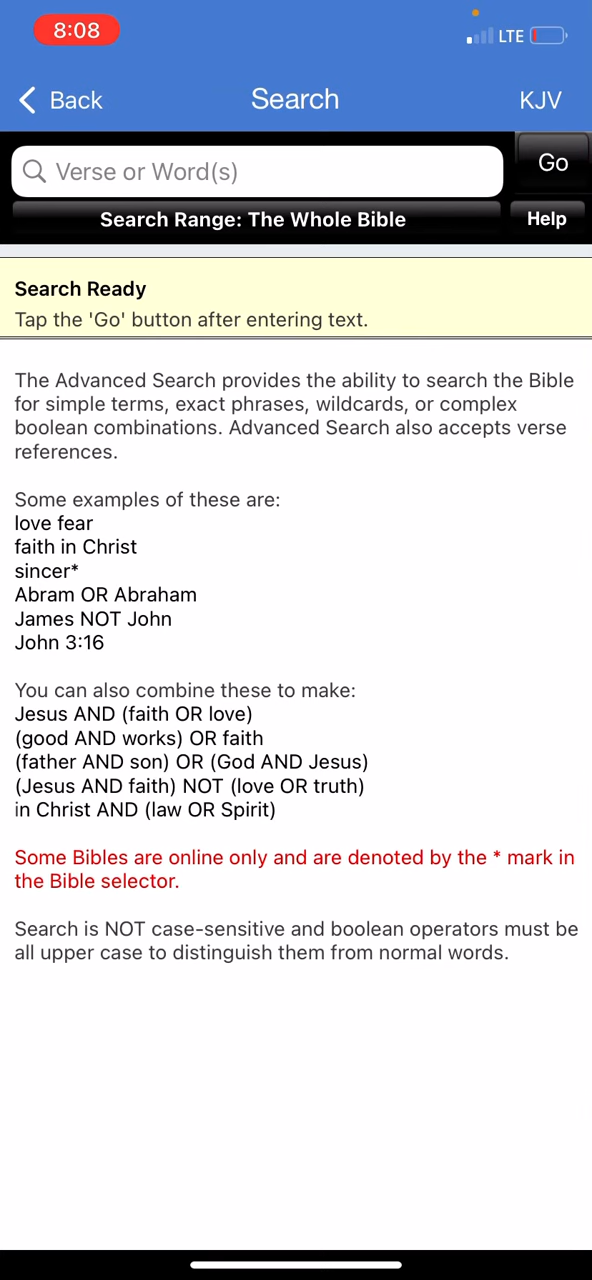 8:08
LTE
Back
Search
KJV
Verse or Word(s)
Go
Search Range: The Whole Bible
Help
Search Ready
Tap the 'Go' button after entering text.
The Advanced Search provides the ability to search the Bible
for simple terms, exact phrases, wildcards, or complex
boolean combinations. Advanced Search also accepts verse
references.
Some examples of these are:
love fear
faith in Christ
sincer*
Abram OR Abraham
James NOT John
John 3:16
You can also combine these to make:
Jesus AND (faith OR love)
(good AND works) OR faith
(father AND son) OR (God AND Jesus)
(Jesus AND faith) NOT (love OR truth)
in Christ AND (law OR Spirit)
Some Bibles are online only and are denoted by the * mark in
the Bible selector.
Search is NOT case-sensitive and boolean operators must be
all upper case to distinguish them from normal words.